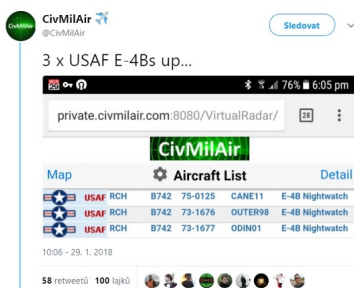 CivMilAir
@CivMilAir
Sledovat
3 x USAF E-4Bs up...
76% 6:05 pm
private.civmilair.com:8080/VirtualRadar/ 28
CivMilAir
Map Aircraft List Detail
USAF RCH B742 75-0125 CANE11 E-4B Nightwatch
USAF RCH B742 73-1676 OUTER98 E-4B Nightwatch
USAF RCH B742 73-1677 ODIN01 E-4B Nightwatch
10:06 - 29. 1. 2018
58 retweetů 100 lajků